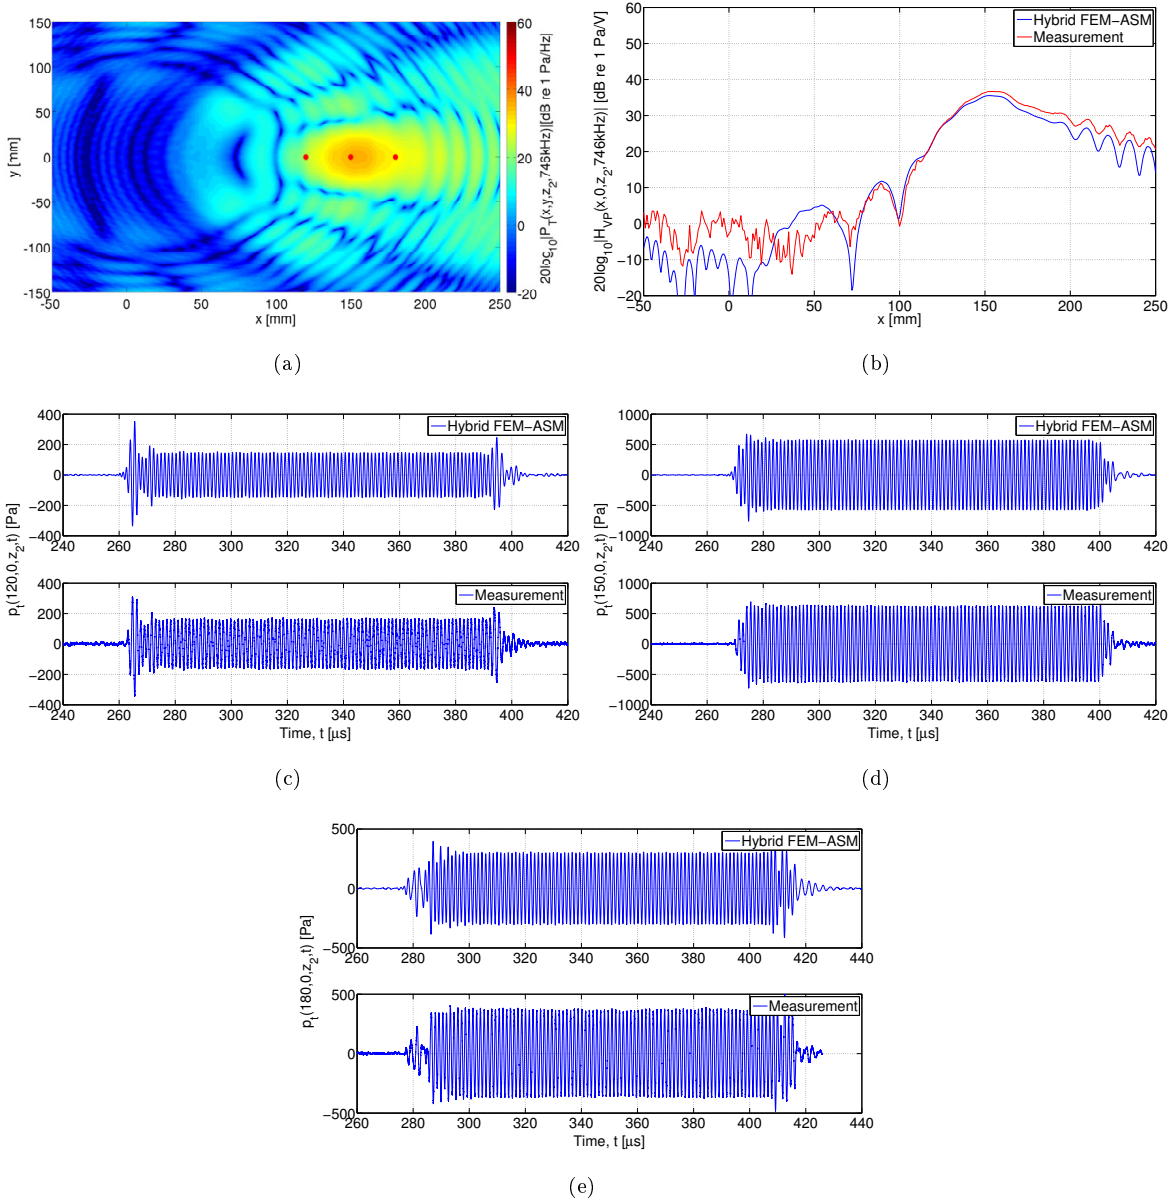 150
100
50
0
-50
-100
-150
-50 0 50 100 150 200 250
y [mm]
x [mm]
60
40
20
0
-20
20log10|PT(x,y,z2,746kHz)|[dB re 1 Pa/Hz]
(a)
60
50
40
30
20
10
0
−10
−20
−50 0 50 100 150 200 250
20log10|HVP(x,0,z2,746kHz)| [dB re 1 Pa/V]
x [mm]
Hybrid FEM−ASM
Measurement
(b)
400
200
0
−200
−400
240 260 280 300 320 340 360 380 400 420
Hybrid FEM−ASM
pt(120,0,z2,t) [Pa]
400
200
0
−200
−400
240 260 280 300 320 340 360 380 400 420
Measurement
Time, t [μs]
(c)
1000
500
0
−500
−1000
240 260 280 300 320 340 360 380 400 420
Hybrid FEM−ASM
pt(150,0,z2,t) [Pa]
1000
500
0
−500
−1000
240 260 280 300 320 340 360 380 400 420
Measurement
Time, t [μs]
(d)
500
0
−500
260 280 300 320 340 360 380 400 420 440
Hybrid FEM−ASM
pt(180,0,z2,t) [Pa]
500
0
−500
260 280 300 320 340 360 380 400 420 440
Measurement
Time, t [μs]
(e)